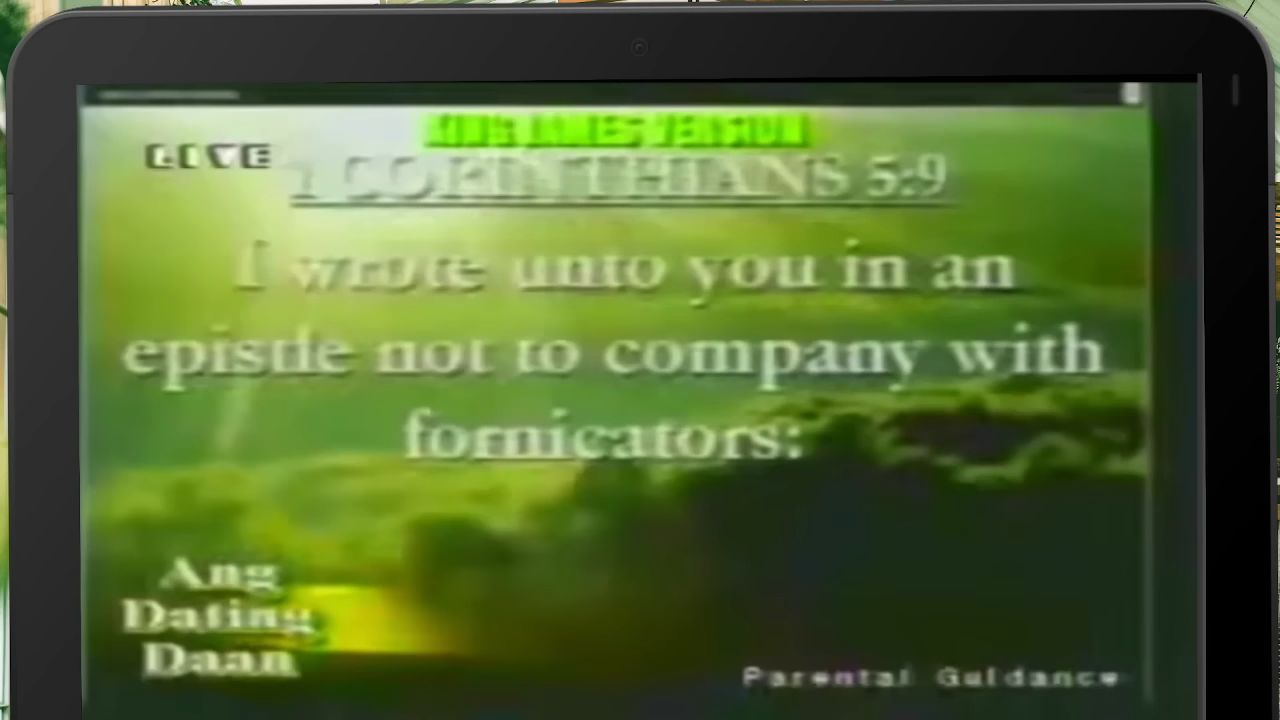 KING JAMES VERSION
LIVE
1 CORINTHIANS 5:9
I wrote unto you in an
epistle not to company with
fornicators:
Ang
Dating
Daan
Parental Guidance